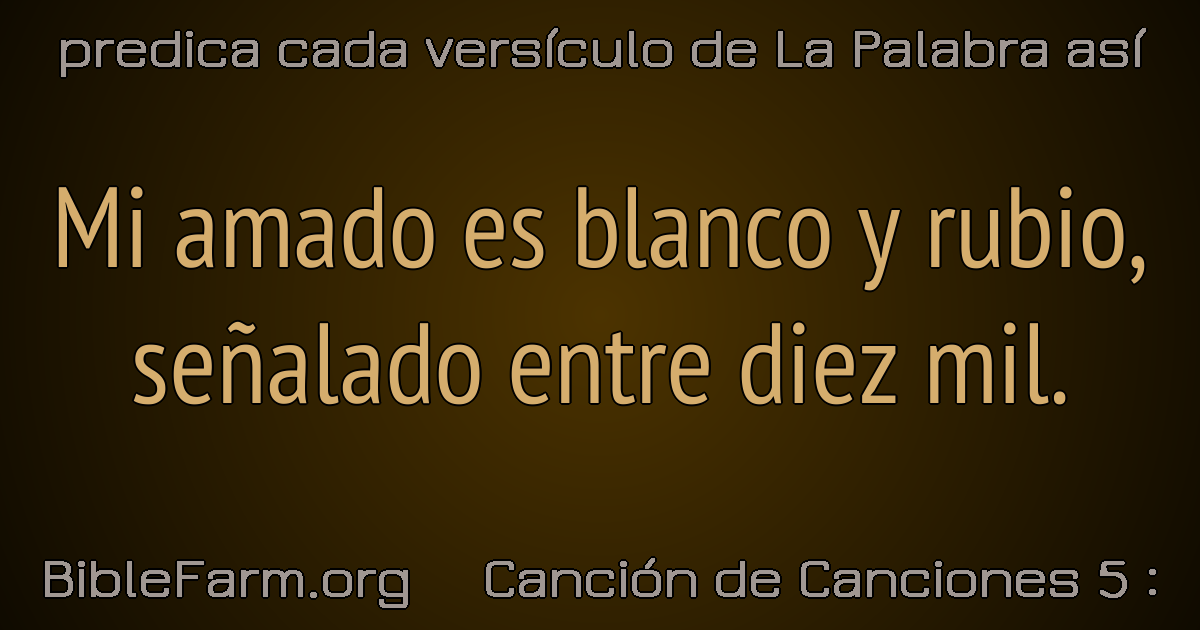 predica cada versículo de La Palabra así
Mi amado es blanco y rubio,
señalado entre diez mil.
BibleFarm.org Canción de Canciones 5 :